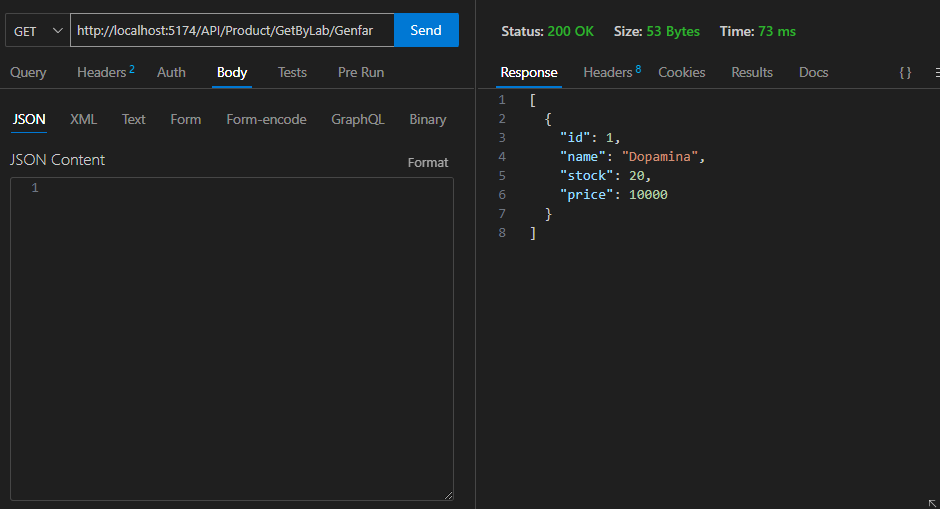 GET http://localhost:5174/API/Product/GetByLab/Genfar Send
Query Headers 2 Auth Body Tests Pre Run
JSON XML Text Form Form-encode GraphQL Binary
JSON Content Format
1
Status: 200 OK Size: 53 Bytes Time: 73 ms
Response Headers 8 Cookies Results Docs { }
1 [
2 {
3 "id": 1,
4 "name": "Dopamina",
5 "stock": 20,
6 "price": 10000
7 }
8 ]